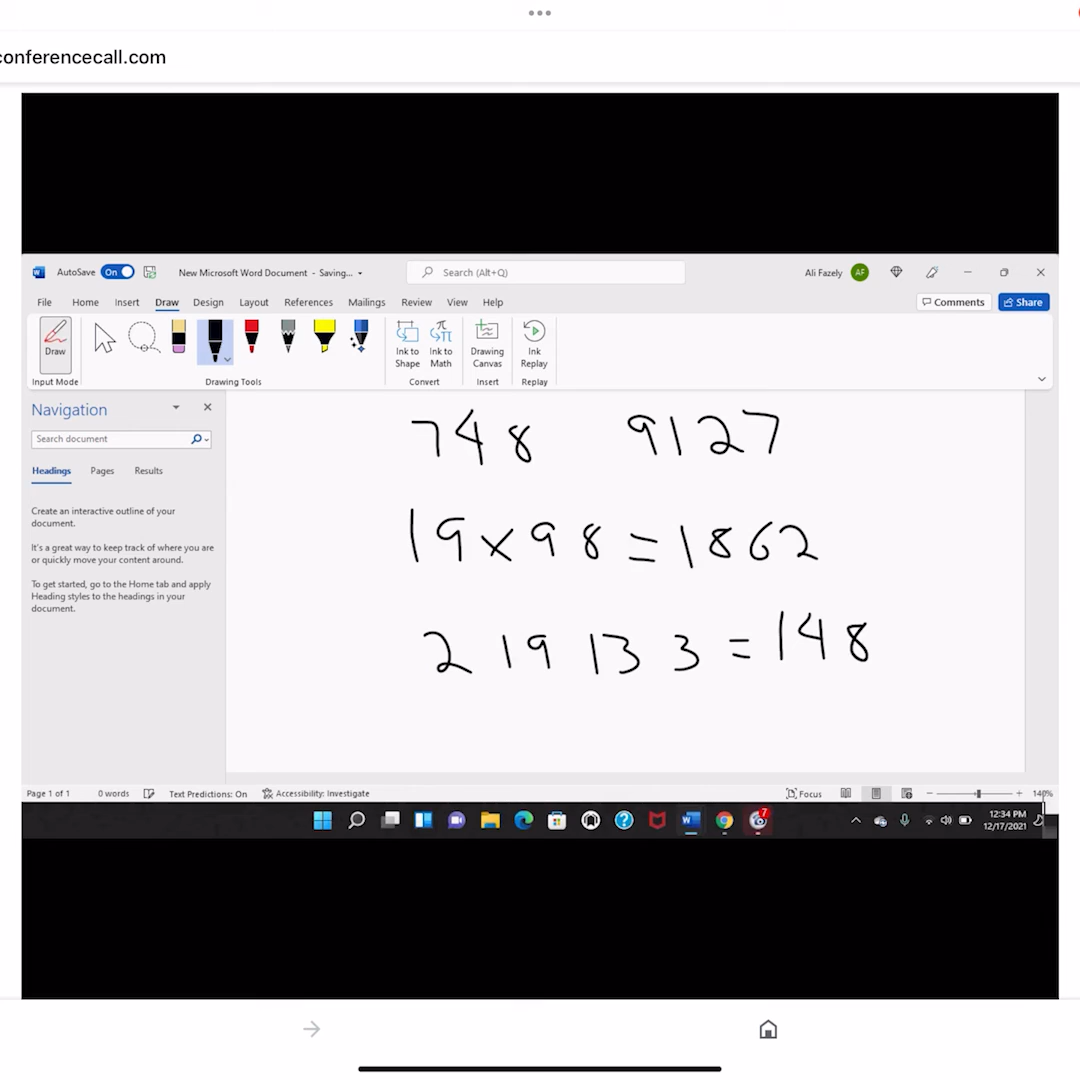 conferencecall.com
AutoSave On New Microsoft Word Document - Saving... Search (Alt+Q) Ali Fazely AF
File Home Insert Draw Design Layout References Mailings Review View Help Comments Share
Draw
Ink to Shape
Ink to Math
Drawing Canvas
Ink Replay
Input Mode Drawing Tools Convert Insert Replay
Navigation
Search document
Headings Pages Results
Create an interactive outline of your
document.
It's a great way to keep track of where you are
or quickly move your content around.
To get started, go to the Home tab and apply
Heading styles to the headings in your
document.
748 9127
19×98=1862
2 19 13 3 = 148
Page 1 of 1 0 words Text Predictions: On Accessibility: Investigate Focus 140%
7
12:34 PM
12/17/2021